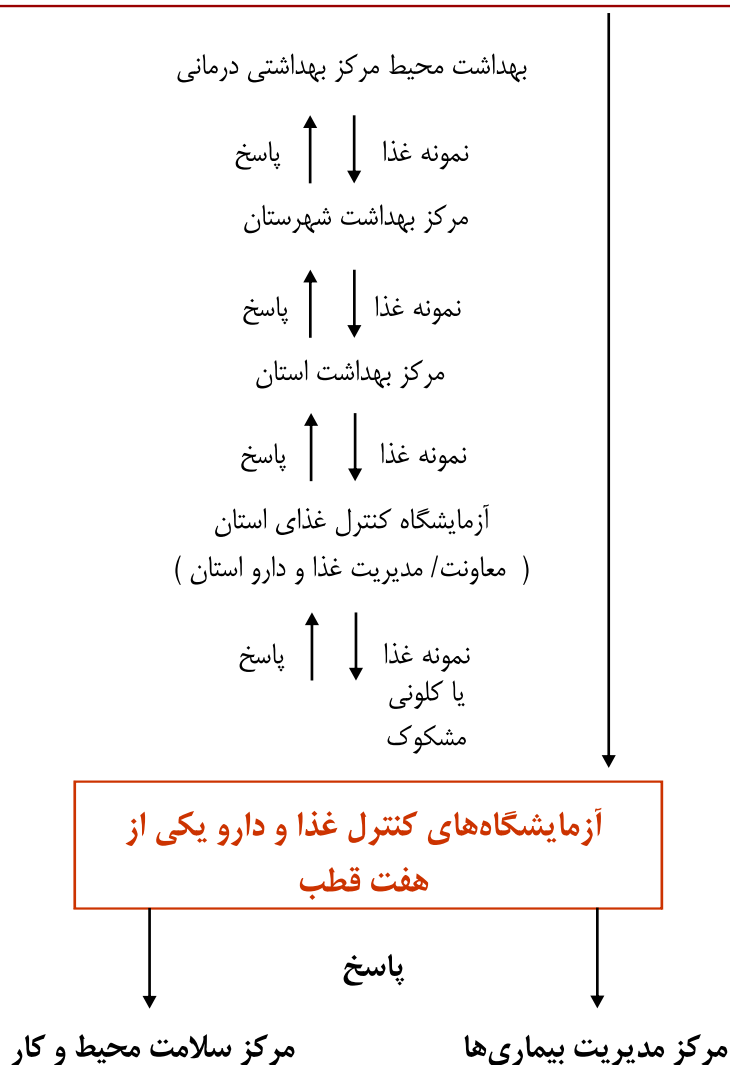 بهداشت محیط مرکز بهداشتی درمانی
نمونه غذا
پاسخ
مرکز بهداشت شهرستان
نمونه غذا
پاسخ
مرکز بهداشت استان
نمونه غذا
پاسخ
آزمایشگاه کنترل غذای استان
( معاونت/ مدیریت غذا و دارو استان )
نمونه غذا
یا کلونی
مشکوک
پاسخ
آزمایشگاه‌های کنترل غذا و دارو یکی از
هفت قطب
پاسخ
مرکز مدیریت بیماری‌ها
مرکز سلامت محیط و کار